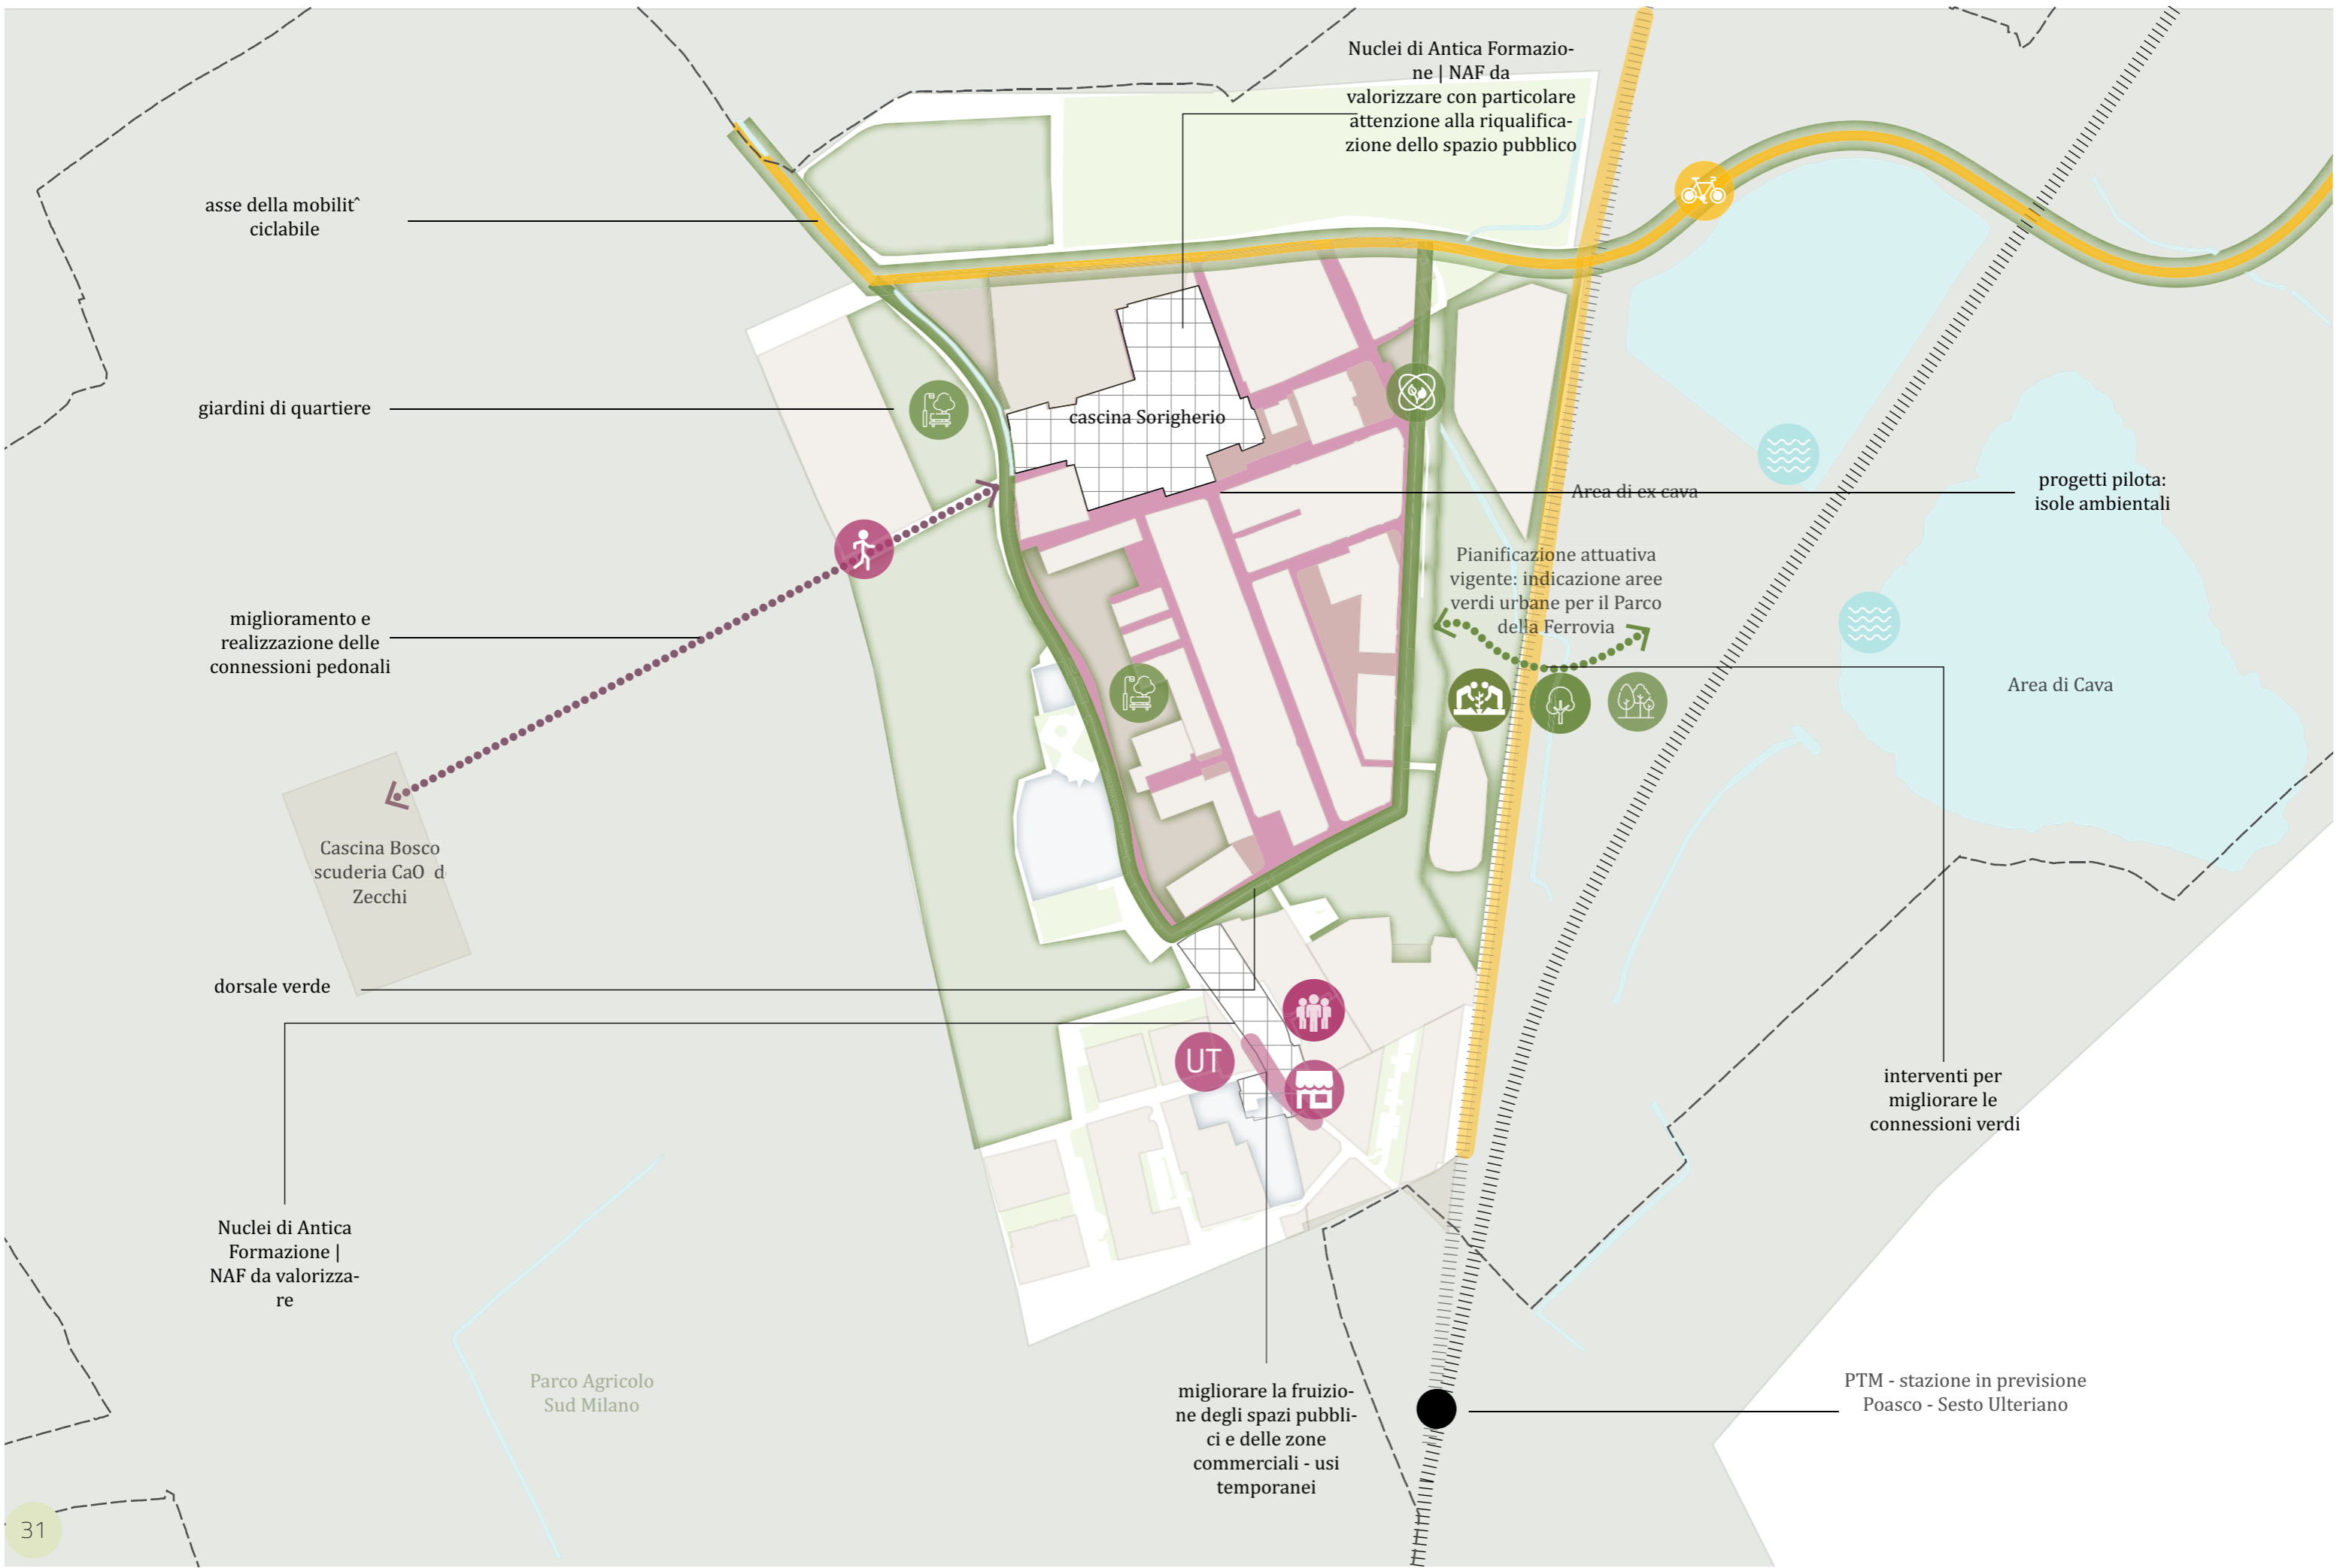 Nuclei di Antica Formazio-
ne | NAF da
valorizzare con particolare
attenzione alla riqualifica-
zione dello spazio pubblico
asse della mobilit^
ciclabile
giardini di quartiere
cascina Sorigherio
Area di ex cava
progetti pilota:
isole ambientali
Pianificazione attuativa
vigente: indicazione aree
verdi urbane per il Parco
della Ferrovia
miglioramento e
realizzazione delle
connessioni pedonali
Area di Cava
Cascina Bosco
scuderia CaO d
Zecchi
dorsale verde
UT
interventi per
migliorare le
connessioni verdi
Nuclei di Antica
Formazione |
NAF da valorizza-
re
Parco Agricolo
Sud Milano
migliorare la fruizio-
ne degli spazi pubbli-
ci e delle zone
commerciali - usi
temporanei
PTM - stazione in previsione
Poasco - Sesto Ulteriano
31